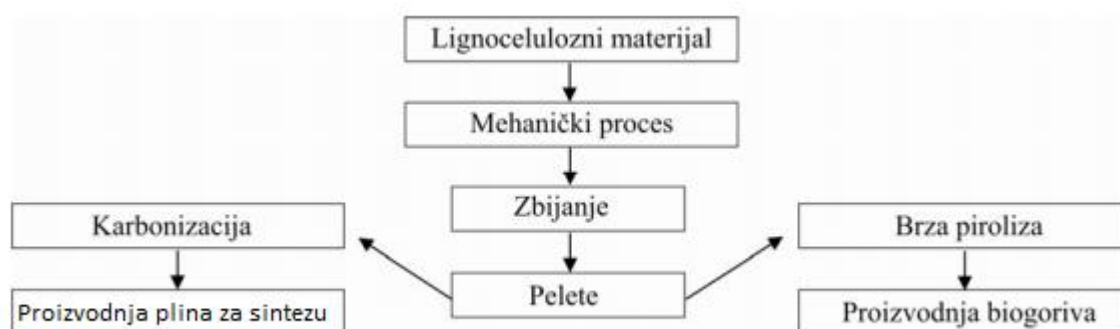 Lignocelulozni materijal
Mehanički proces
Zbijanje
Karbonizacija
Brza piroliza
Pelete
Proizvodnja plina za sintezu
Proizvodnja biogoriva